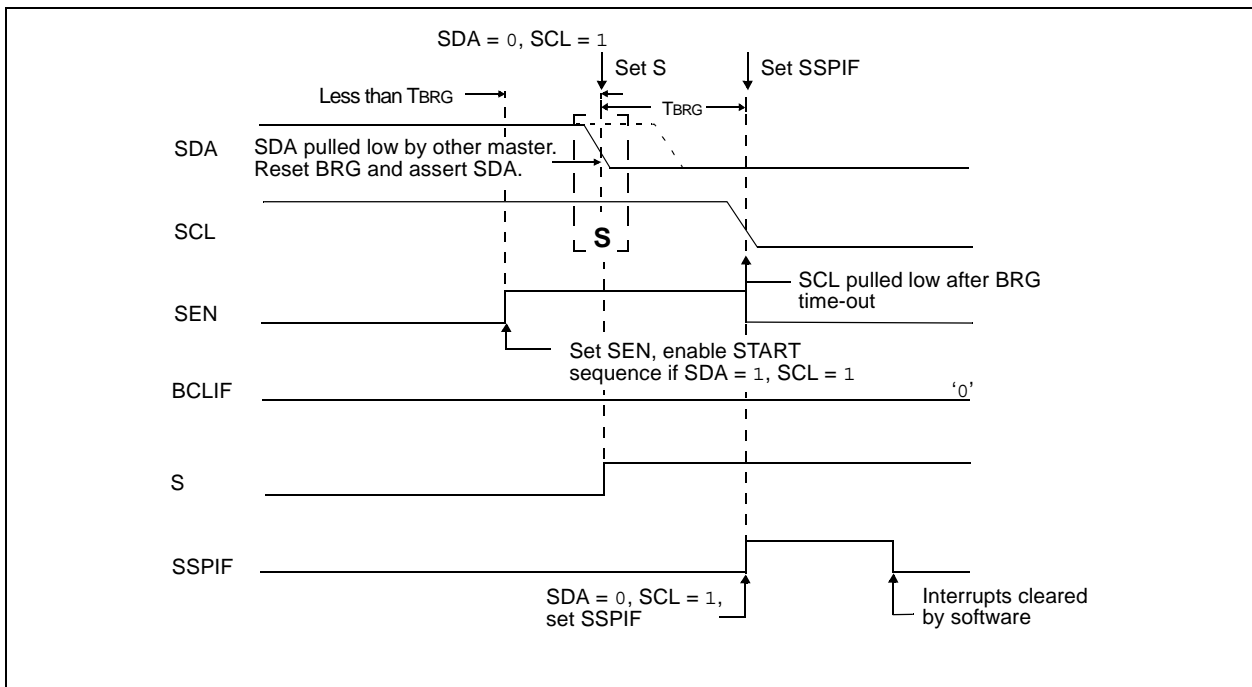 SDA = 0, SCL = 1
Set S
Set SSPIF
Less than TBRG
TBRG
SDA
SDA pulled low by other master.
Reset BRG and assert SDA.
SCL
S
SEN
SCL pulled low after BRG
time-out
Set SEN, enable START
sequence if SDA = 1, SCL = 1
BCLIF
‘0’
S
SSPIF
SDA = 0, SCL = 1,
set SSPIF
Interrupts cleared
by software